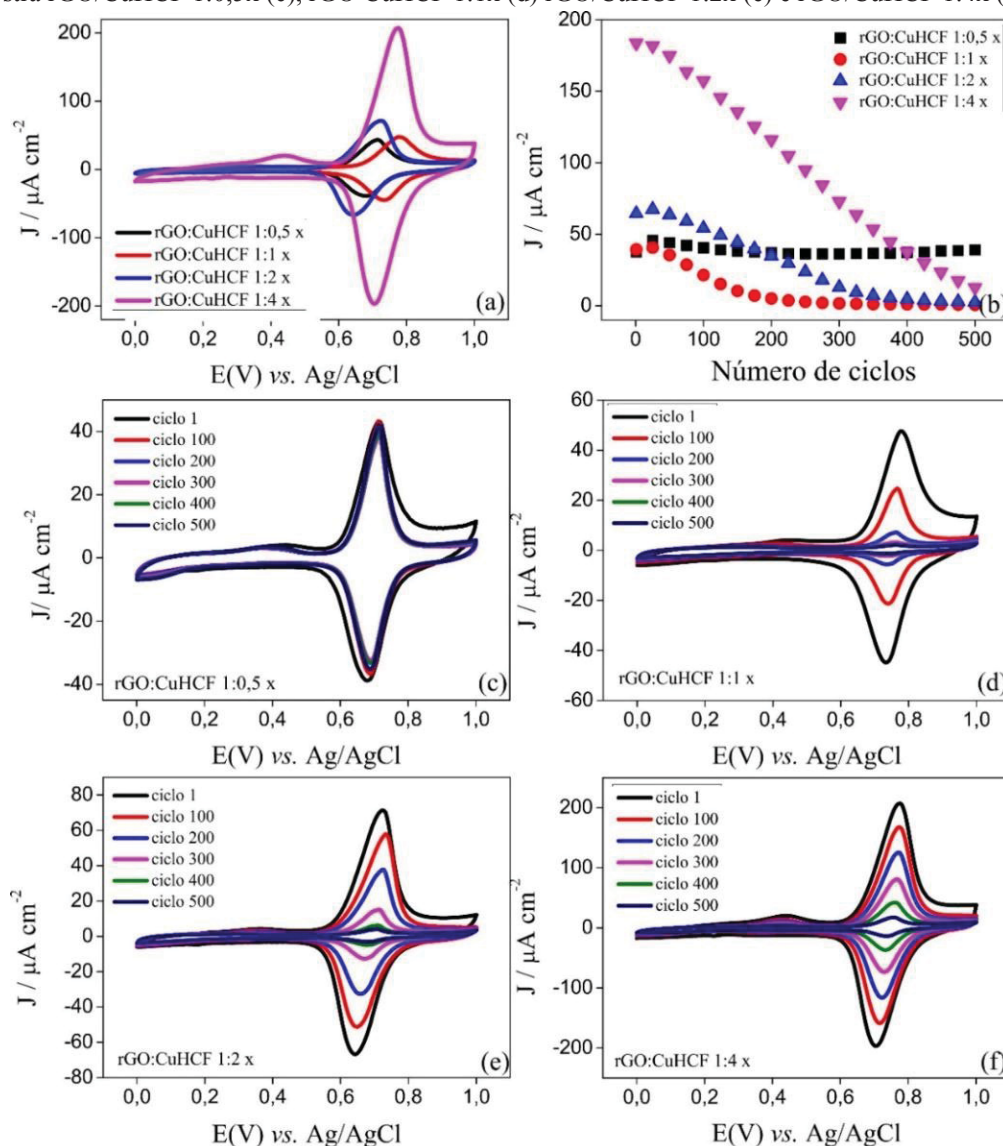 rGO/CuHCF 1:0,5x (c), rGO CuHCF 1:1x (d) rGO/CuHCF 1:2x (e) e rGO/CuHCF 1:4x
200
100
0
-100
-200
J / µA cm-2
rGO:CuHCF 1:0,5 x
rGO:CuHCF 1:1 x
rGO:CuHCF 1:2 x
rGO:CuHCF 1:4 x
(a)
0,0 0,2 0,4 0,6 0,8 1,0
E(V) vs. Ag/AgCl
200
150
100
50
0
J / µA cm-2
rGO:CuHCF 1:0,5 x
rGO:CuHCF 1:1 x
rGO:CuHCF 1:2 x
rGO:CuHCF 1:4 x
(b)
0 100 200 300 400 500
Número de ciclos
40
20
0
-20
-40
J/ µA cm-2
ciclo 1
ciclo 100
ciclo 200
ciclo 300
ciclo 400
ciclo 500
rGO:CuHCF 1:0,5 x
(c)
0,0 0,2 0,4 0,6 0,8 1,0
E(V) vs. Ag/AgCl
60
40
20
0
-20
-40
-60
J / µA cm-2
ciclo 1
ciclo 100
ciclo 200
ciclo 300
ciclo 400
ciclo 500
rGO:CuHCF 1:1 x
(d)
0,0 0,2 0,4 0,6 0,8 1,0
E(V) vs. Ag/AgCl
80
60
40
20
0
-20
-40
-60
-80
J / µA cm-2
ciclo 1
ciclo 100
ciclo 200
ciclo 300
ciclo 400
ciclo 500
rGO:CuHCF 1:2 x
(e)
0,0 0,2 0,4 0,6 0,8 1,0
E(V) vs. Ag/AgCl
200
100
0
-100
-200
J / µA cm-2
ciclo 1
ciclo 100
ciclo 200
ciclo 300
ciclo 400
ciclo 500
rGO:CuHCF 1:4 x
(f)
0,0 0,2 0,4 0,6 0,8 1,0
E(V) vs. Ag/AgCl